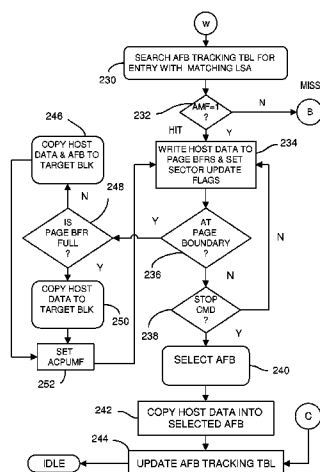 W
SEARCH AFB TRACKING TBL FOR
ENTRY WITH MATCHING LSA
230
MISS
232
AMF=1
?
N
B
HIT
Y
246
COPY HOST
DATA & AFB TO
TARGET BLK
WRITE HOST DATA TO
PAGE BFRS & SET
SECTOR UPDATE
FLAGS
234
248
N
IS
PAGE BFR
FULL
?
Y
AT
PAGE
BOUNDARY
?
N
236
Y
N
COPY HOST
DATA TO
TARGET BLK
250
STOP
CMD
?
238
Y
SET
ACPUMF
252
SELECT AFB
240
242
COPY HOST DATA INTO
SELECTED AFB
C
244
IDLE
UPDATE AFB TRACKING TBL